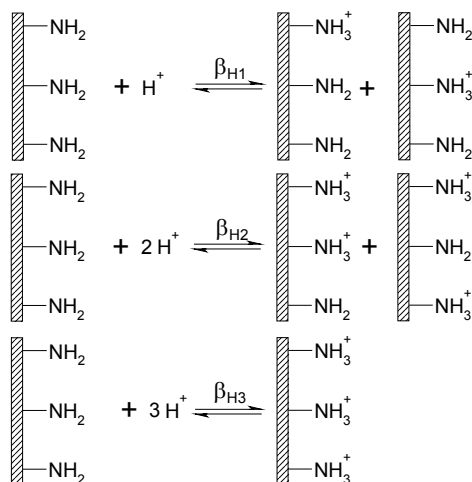 NH₂ NH₃⁺ NH₂
βH1
NH₂ + H⁺ NH₂ + NH₃⁺
NH₂ NH₂ NH₂
NH₂ NH₃⁺ NH₃⁺
βH2
NH₂ + 2 H⁺ NH₃⁺ + NH₂
NH₂ NH₂ NH₃⁺
NH₂ NH₃⁺
βH3
NH₂ + 3 H⁺ NH₃⁺
NH₂ NH₃⁺